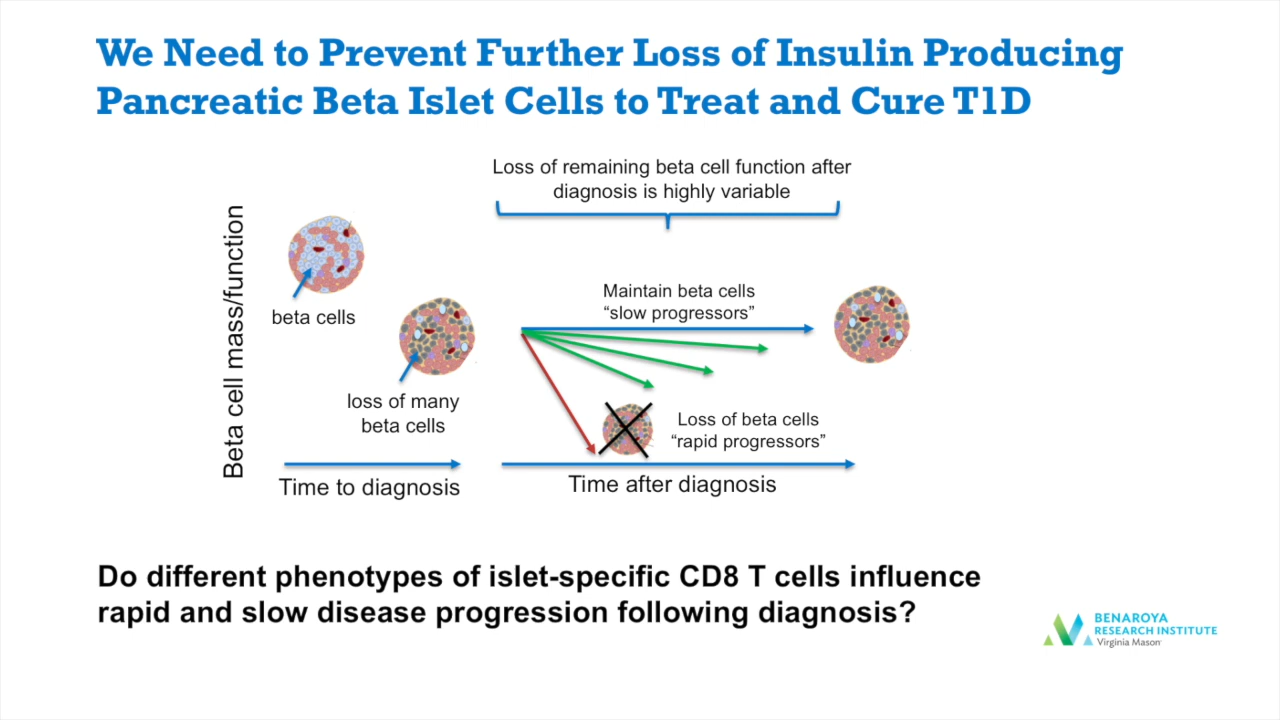 We Need to Prevent Further Loss of Insulin Producing
Pancreatic Beta Islet Cells to Treat and Cure T1D
Loss of remaining beta cell function after
diagnosis is highly variable
Beta cell mass/function
beta cells
Maintain beta cells
“slow progressors”
loss of many
beta cells
Loss of beta cells
“rapid progressors”
Time to diagnosis
Time after diagnosis
Do different phenotypes of islet-specific CD8 T cells influence
rapid and slow disease progression following diagnosis?
BENAROYA
RESEARCH INSTITUTE
Virginia Mason